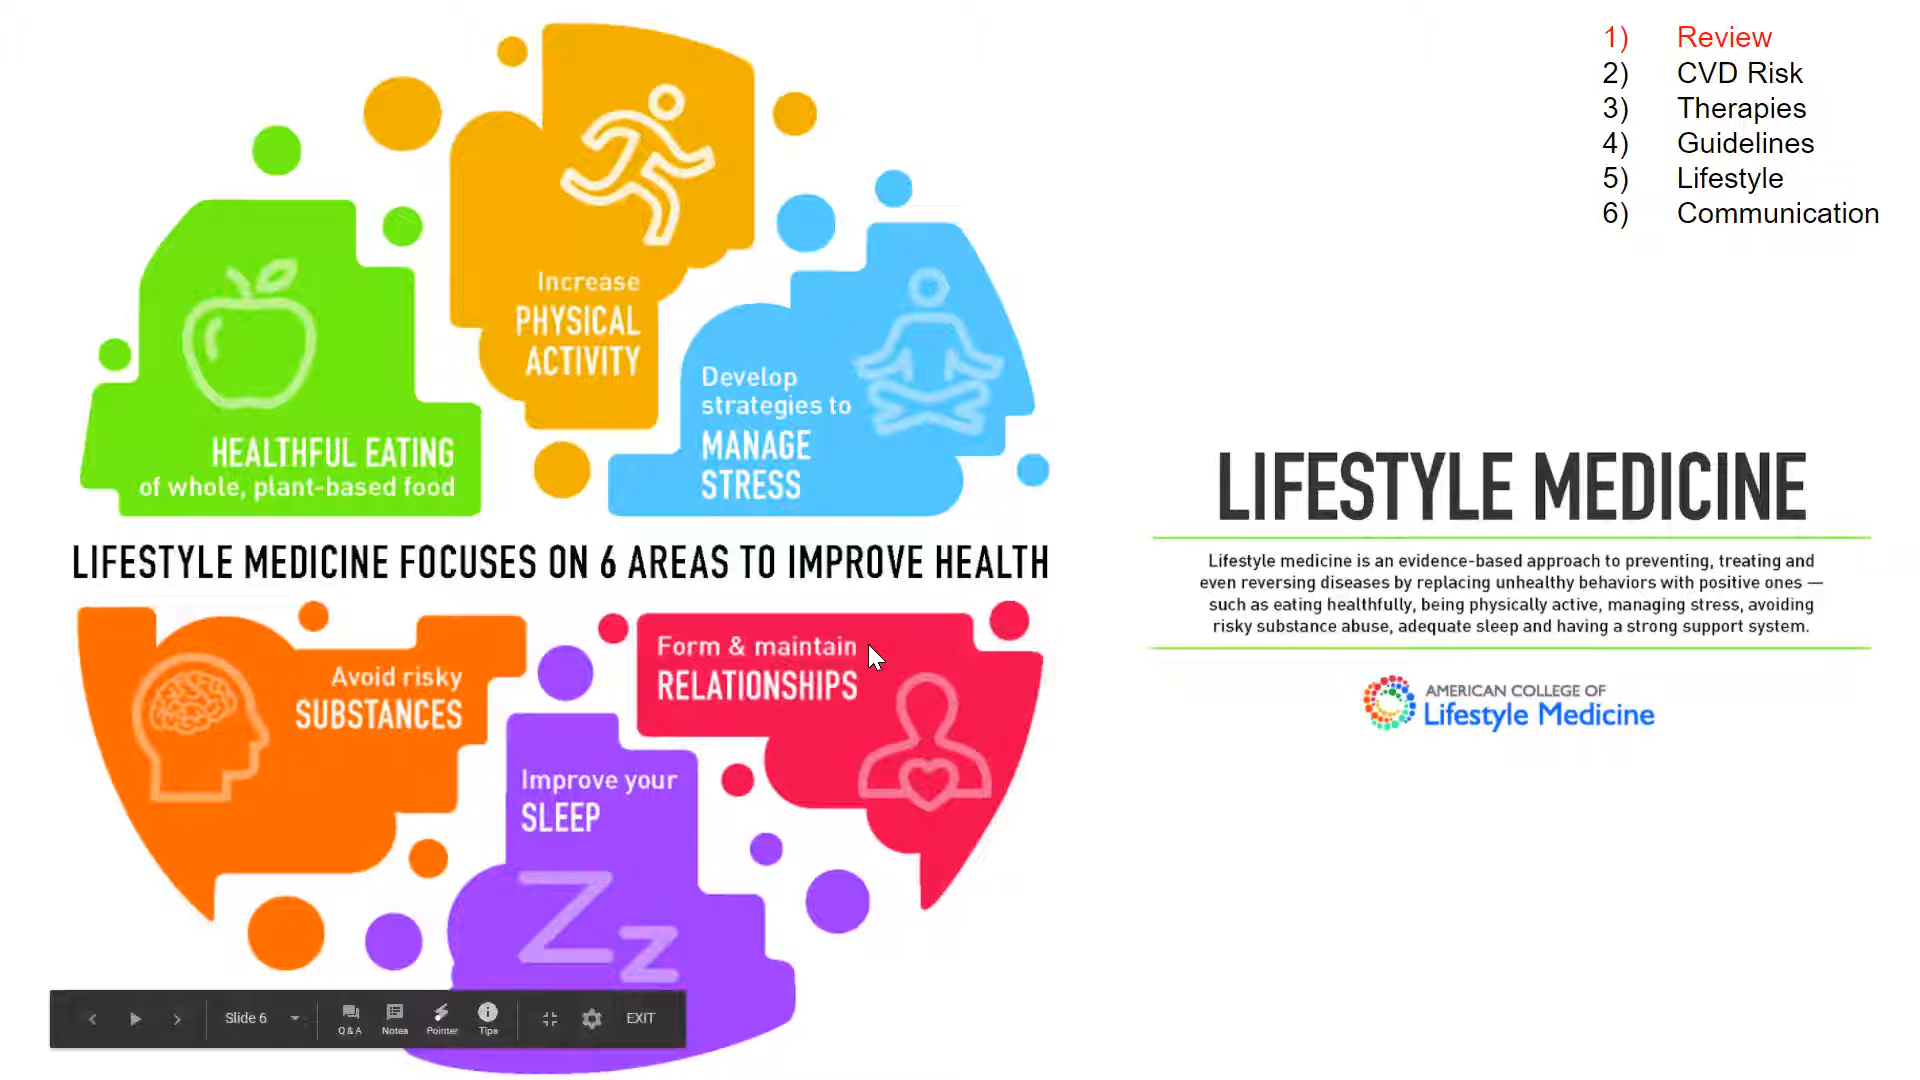 1) Review
2) CVD Risk
3) Therapies
4) Guidelines
5) Lifestyle
6) Communication
Increase
PHYSICAL
ACTIVITY
Develop
strategies to
MANAGE
STRESS
HEALTHFUL EATING
of whole, plant-based food
LIFESTYLE MEDICINE FOCUSES ON 6 AREAS TO IMPROVE HEALTH
Avoid risky
SUBSTANCES
Form & maintain
RELATIONSHIPS
Improve your
SLEEP
Zz
LIFESTYLE MEDICINE
Lifestyle medicine is an evidence-based approach to preventing, treating and
even reversing diseases by replacing unhealthy behaviors with positive ones —
such as eating healthfully, being physically active, managing stress, avoiding
risky substance abuse, adequate sleep and having a strong support system.
AMERICAN COLLEGE OF
Lifestyle Medicine
Slide 6
Q&A
Notes
Pointer
Tips
EXIT